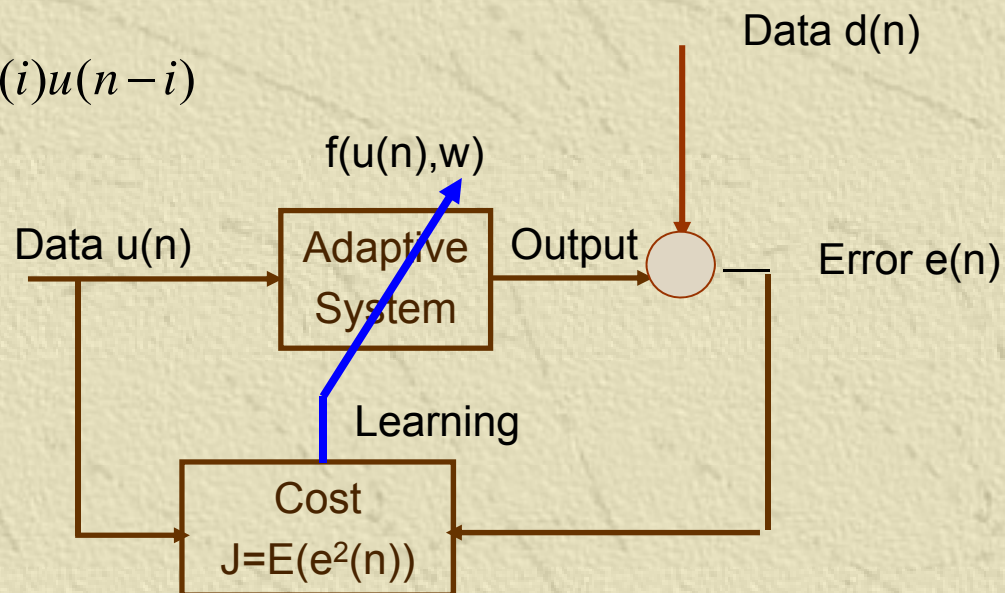 Data d(n)
(i)u(n−i)
f(u(n),w)
Data u(n)
Adaptive
System
Output
Error e(n)
Learning
Cost
J=E(e²(n))